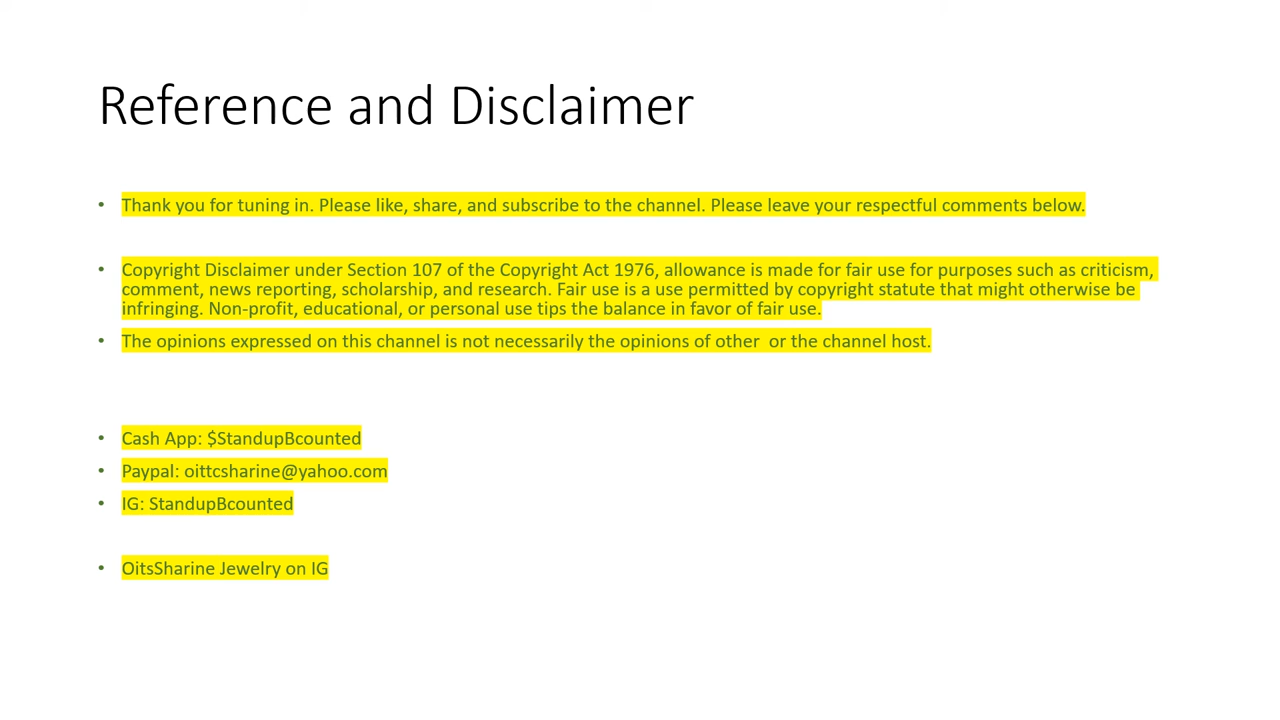 Reference and Disclaimer
• Thank you for tuning in. Please like, share, and subscribe to the channel. Please leave your respectful comments below.
• Copyright Disclaimer under Section 107 of the Copyright Act 1976, allowance is made for fair use for purposes such as criticism,
comment, news reporting, scholarship, and research. Fair use is a use permitted by copyright statute that might otherwise be
infringing. Non-profit, educational, or personal use tips the balance in favor of fair use.
• The opinions expressed on this channel is not necessarily the opinions of other  or the channel host.
• Cash App: $StandupBcounted
• Paypal: oittcsharine@yahoo.com
• IG: StandupBcounted
• OitsSharine Jewelry on IG